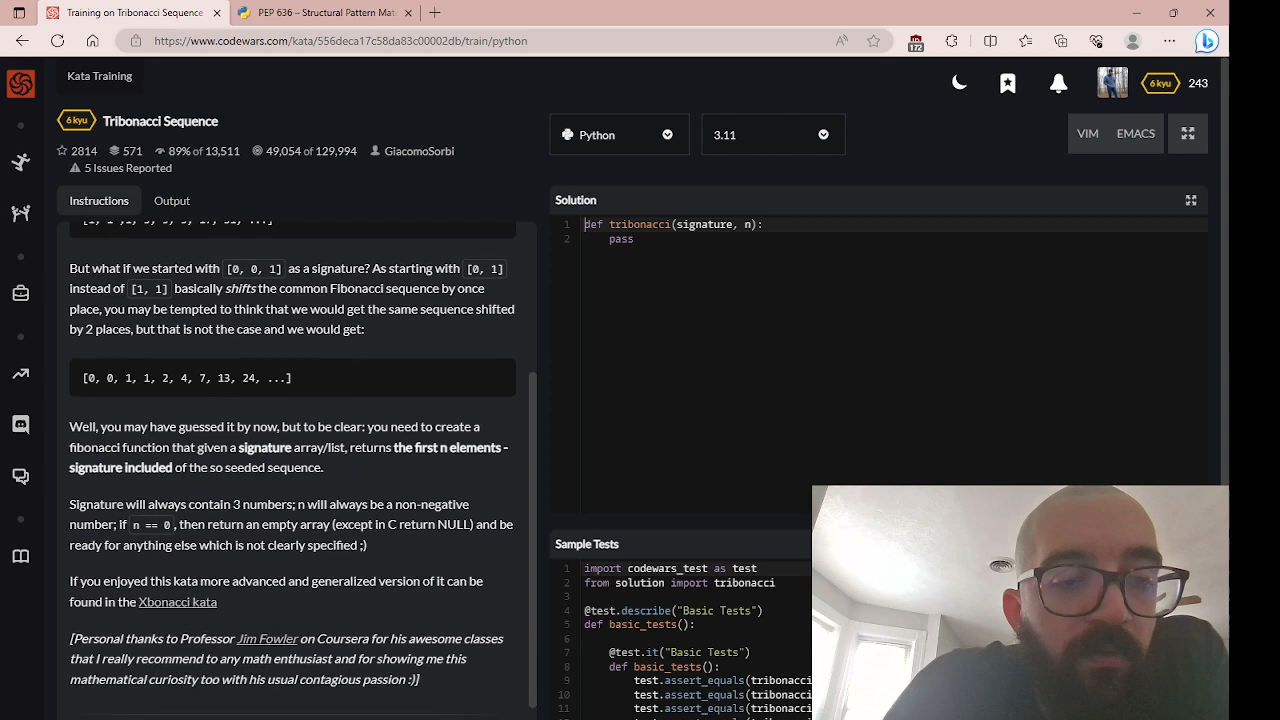 Training on Tribonacci Sequence
PEP 636 – Structural Pattern Mat
https://www.codewars.com/kata/556deca17c58da83c00002db/train/python
172
Kata Training
6 kyu
243
6 kyu
Tribonacci Sequence
2814
571
89% of 13,511
49,054 of 129,994
GiacomoSorbi
5 Issues Reported
Python
3.11
VIM
EMACS
Instructions
Output
But what if we started with [0, 0, 1] as a signature? As starting with [0, 1]
instead of [1, 1] basically shifts the common Fibonacci sequence by once
place, you may be tempted to think that we would get the same sequence shifted
by 2 places, but that is not the case and we would get:
[0, 0, 1, 1, 2, 4, 7, 13, 24, ...]
Well, you may have guessed it by now, but to be clear: you need to create a
fibonacci function that given a signature array/list, returns the first n elements -
signature included of the so seeded sequence.
Signature will always contain 3 numbers; n will always be a non-negative
number; if n == 0, then return an empty array (except in C return NULL) and be
ready for anything else which is not clearly specified ;)
If you enjoyed this kata more advanced and generalized version of it can be
found in the Xbonacci kata
[Personal thanks to Professor Jim Fowler on Coursera for his awesome classes
that I really recommend to any math enthusiast and for showing me this
mathematical curiosity too with his usual contagious passion :)]
Solution
1 def tribonacci(signature, n):
2 pass
Sample Tests
1 import codewars_test as test
2 from solution import tribonacci
3
4 @test.describe("Basic Tests")
5 def basic_tests():
6
7 @test.it("Basic Tests")
8 def basic_tests():
9 test.assert_equals(tribonacci
10 test.assert_equals(tribonacci
11 test.assert_equals(tribonacci